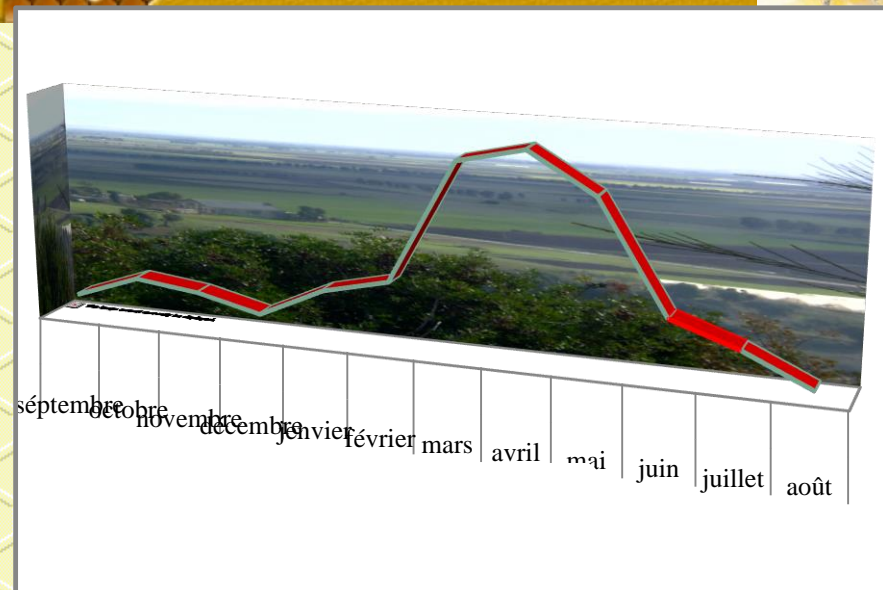 séptembre
octobre
novembre
décembre
jenvier
février
mars
avril
mai
juin
juillet
août